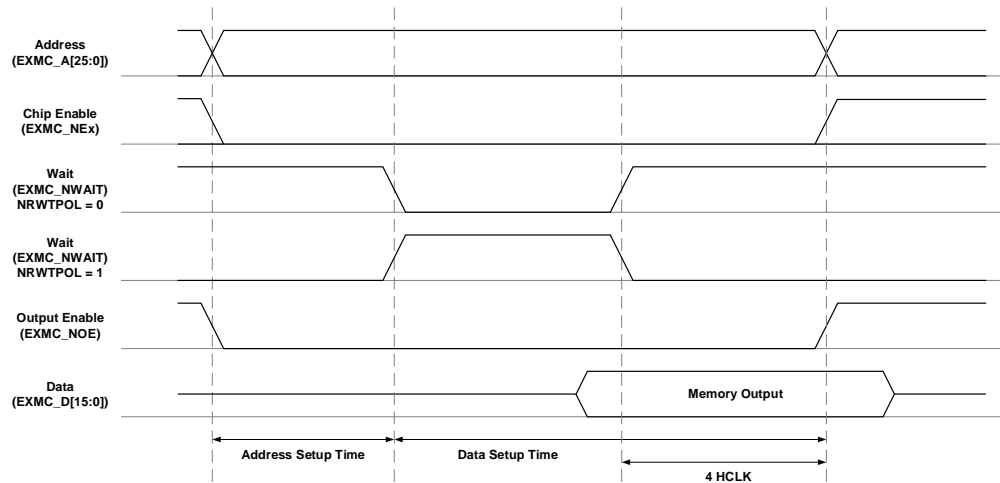 Address
(EXMC_A[25:0])
Chip Enable
(EXMC_NEx)
Wait
(EXMC_NWAIT)
NRWTPOL = 0
Wait
(EXMC_NWAIT)
NRWTPOL = 1
Output Enable
(EXMC_NOE)
Data
(EXMC_D[15:0])
Memory Output
Address Setup Time
Data Setup Time
4 HCLK